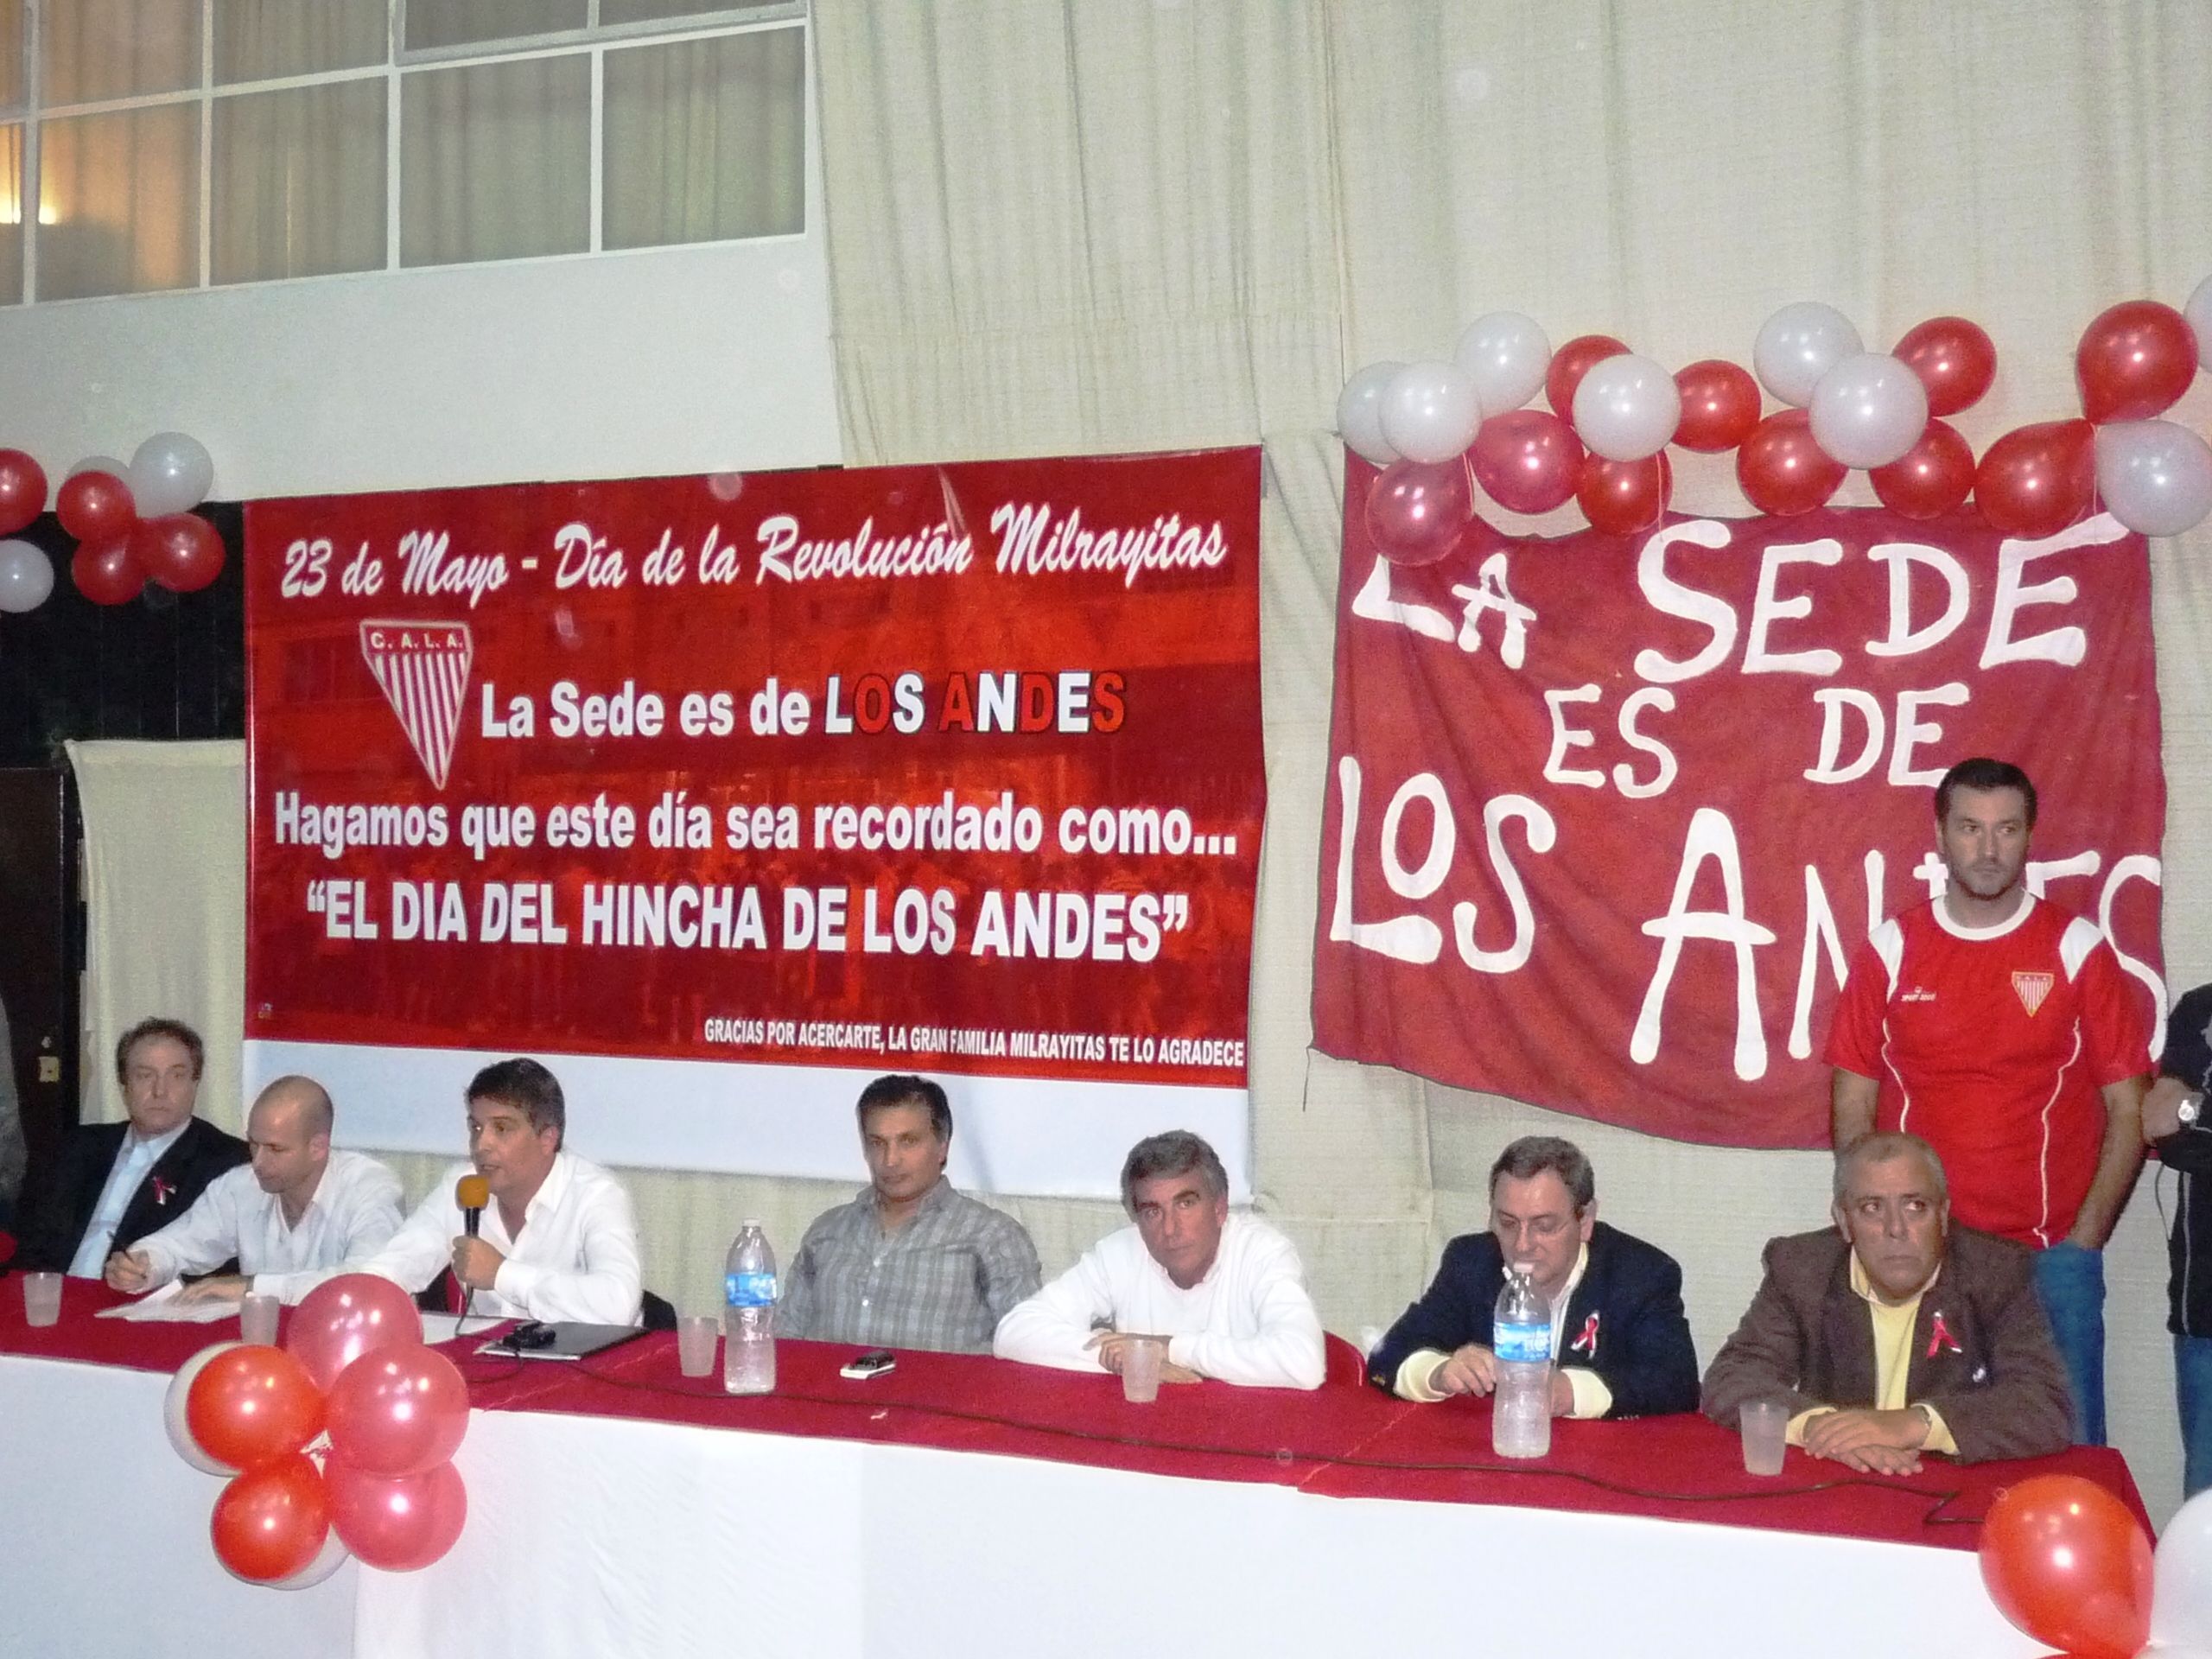 23 de Mayo - Día de la Revolución Milrayitas
C. A. L. A.
La Sede es de LOS ANDES
Hagamos que este día sea recordado como...
“EL DIA DEL HINCHA DE LOS ANDES”
GRACIAS POR ACERCARTE, LA GRAN FAMILIA MILRAYITAS TE LO AGRADECE
LA SEDE
ES DE
LOS ANDES